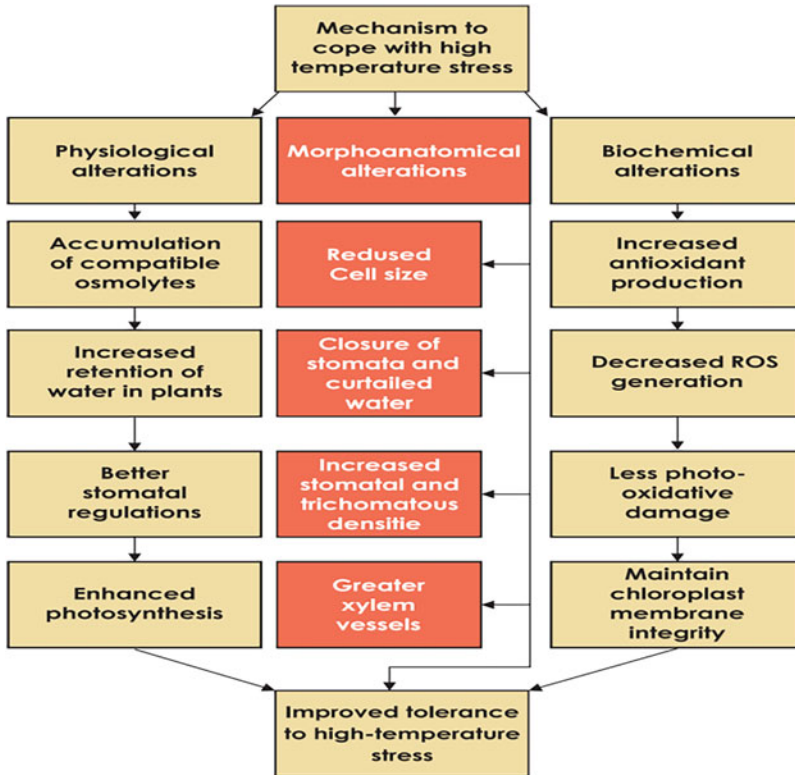 Mechanism to
cope with high
temperature stress
Physiological
alterations
Morphoanatomical
alterations
Biochemical
alterations
Accumulation
of compatible
osmolytes
Redused
Cell size
Increased
antioxidant
production
Increased
retention of
water in plants
Closure of
stomata and
curtailed
water
Decreased ROS
generation
Better
stomatal
regulations
Increased
stomatal and
trichomatous
densitie
Less photo-
oxidative
damage
Enhanced
photosynthesis
Greater
xylem
vessels
Maintain
chloroplast
membrane
integrity
Improved tolerance
to high-temperature
stress